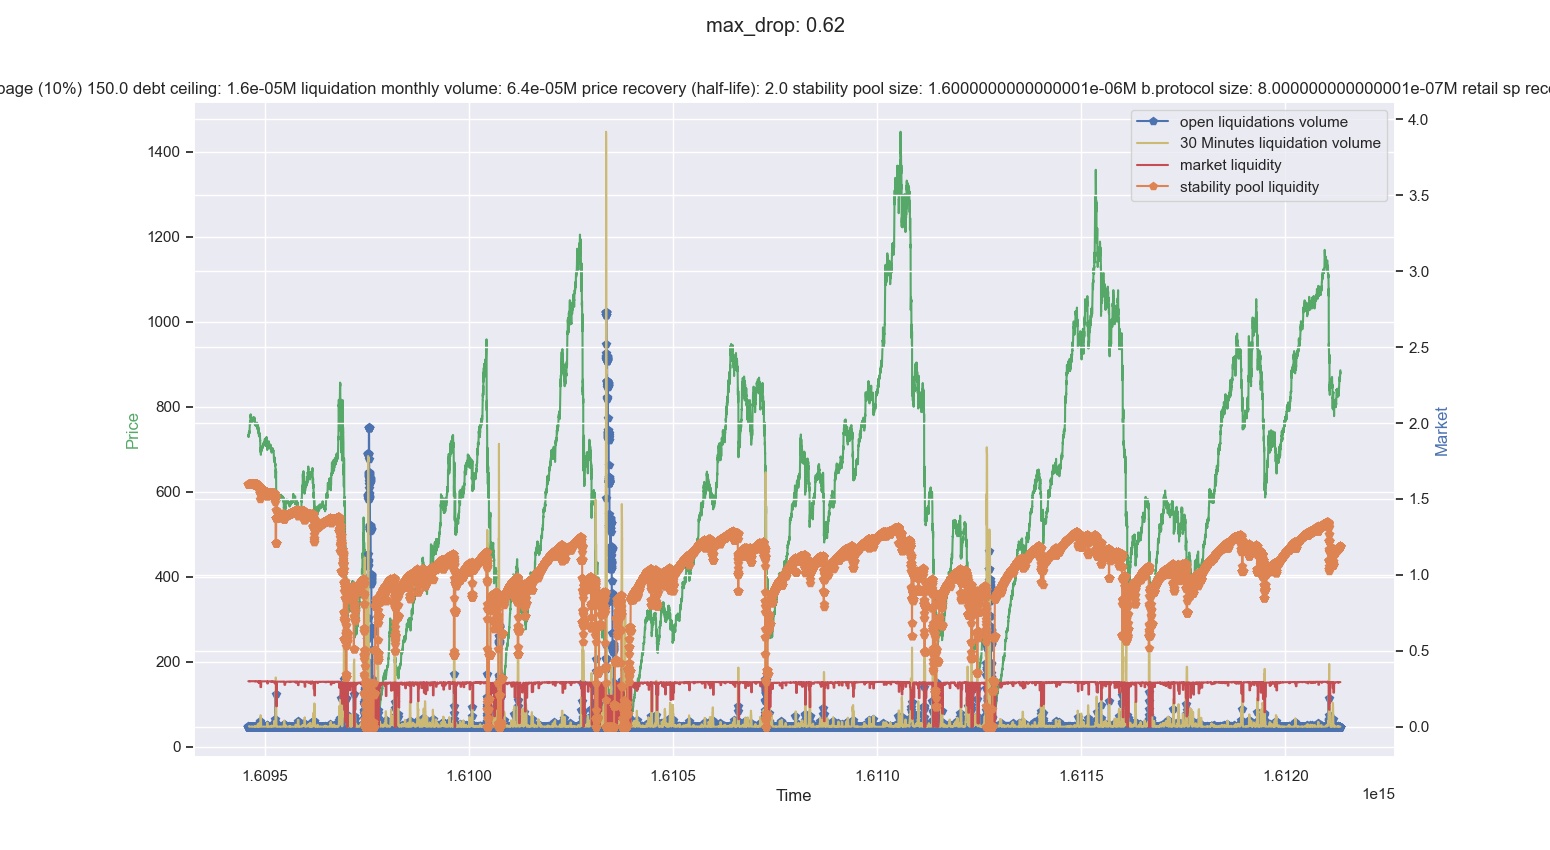 max_drop: 0.62
page (10%) 150.0 debt ceiling: 1.6e-05M liquidation monthly volume: 6.4e-05M price recovery (half-life): 2.0 stability pool size: 1.6000000000000001e-06M b.protocol size: 8.000000000000001e-07M retail sp
open liquidations volume
30 Minutes liquidation volume
market liquidity
stability pool liquidity
1400
1200
1000
800
600
400
200
0
Price
4.0
3.5
3.0
2.5
2.0
1.5
1.0
0.5
0.0
Market
1.6095 1.6100 1.6105 1.6110 1.6115 1.6120
1e15
Time